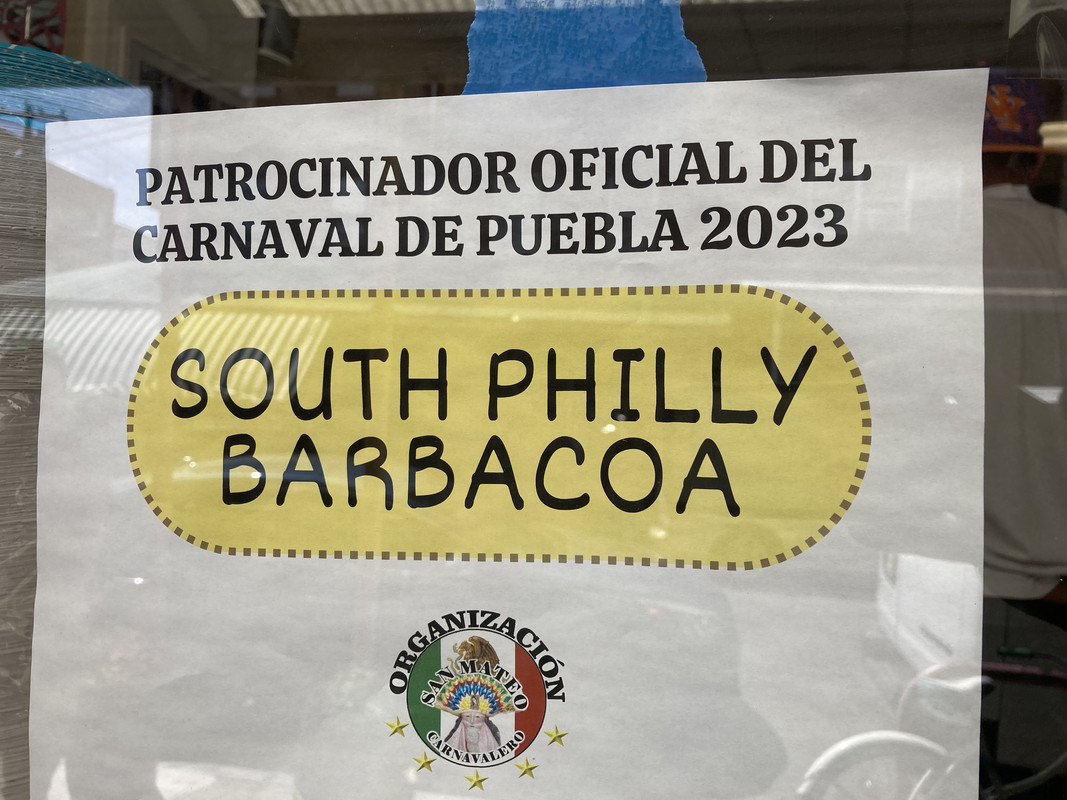 PATROCINADOR OFICIAL DEL
CARNAVAL DE PUEBLA 2023
SOUTH PHILLY
BARBACOA
ORGANIZACIÓN
SAN MATEO
CARNAVALERO